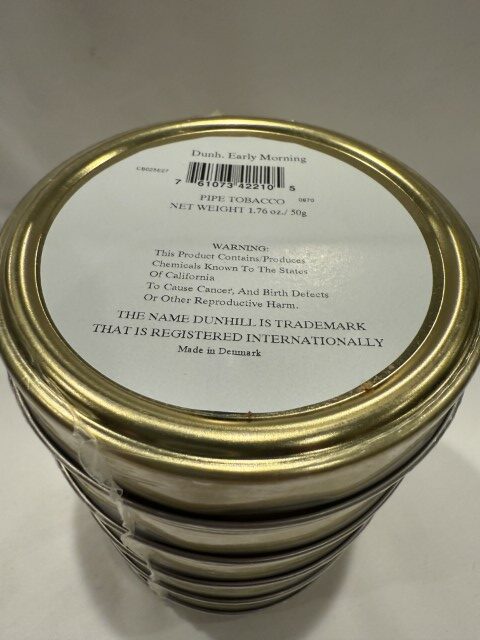 Dunh. Early Morning
CB025E27
7 61073 42210 5
PIPE TOBACCO 0870
NET WEIGHT 1.76 oz./ 50g
WARNING:
This Product Contains/Produces
Chemicals Known To The States
Of California
To Cause Cancer, And Birth Defects
Or Other Reproductive Harm.
THE NAME DUNHILL IS TRADEMARK
THAT IS REGISTERED INTERNATIONALLY
Made in Denmark